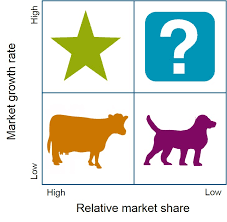 High
?
Market growth rate
Low
High
Low
Relative market share